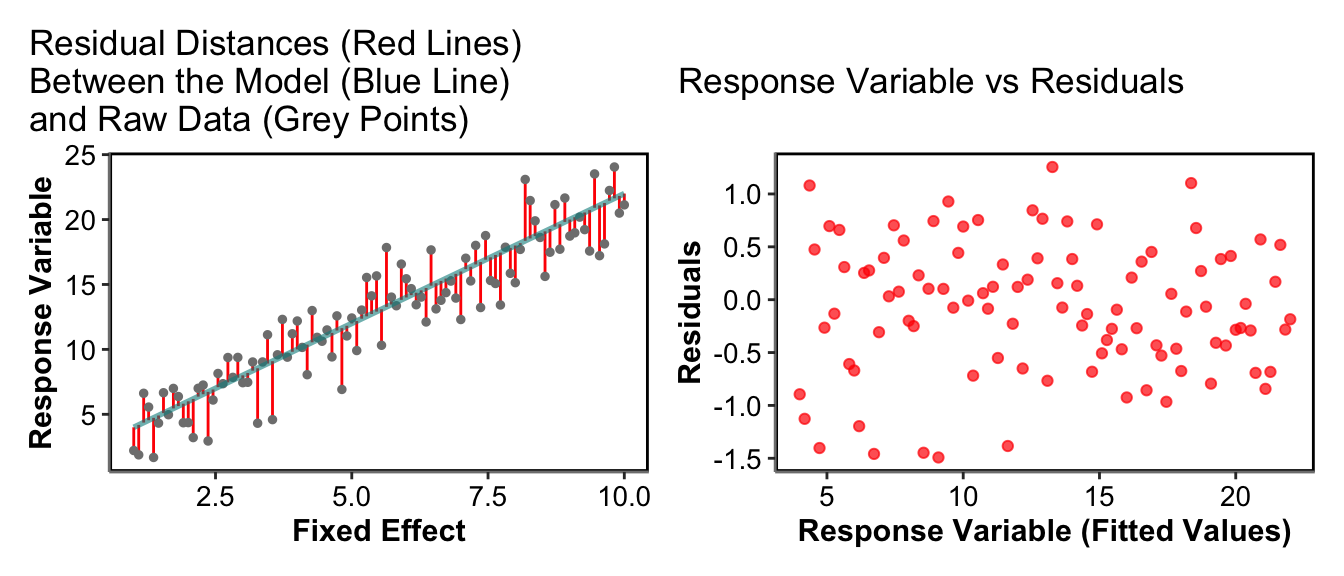 Residual Distances (Red Lines)
Between the Model (Blue Line)
and Raw Data (Grey Points)
25
20
15
10
5
Response Variable
2.5 5.0 7.5 10.0
Fixed Effect
Response Variable vs Residuals
1.0
0.5
0.0
-0.5
-1.0
-1.5
Residuals
5 10 15 20
Response Variable (Fitted Values)